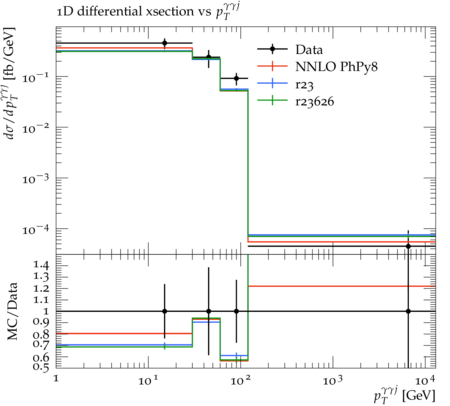 1D differential xsection vs p_T^{γγj}
dσ/dp_T^{γγj} [fb/GeV]
Data
NNLO PhPy8
r23
r23626
10^{−1}
10^{−2}
10^{−3}
10^{−4}
MC/Data
1.4
1.3
1.2
1.1
1
0.9
0.8
0.7
0.6
0.5
1 10^1 10^2 10^3 10^4
p_T^{γγj} [GeV]